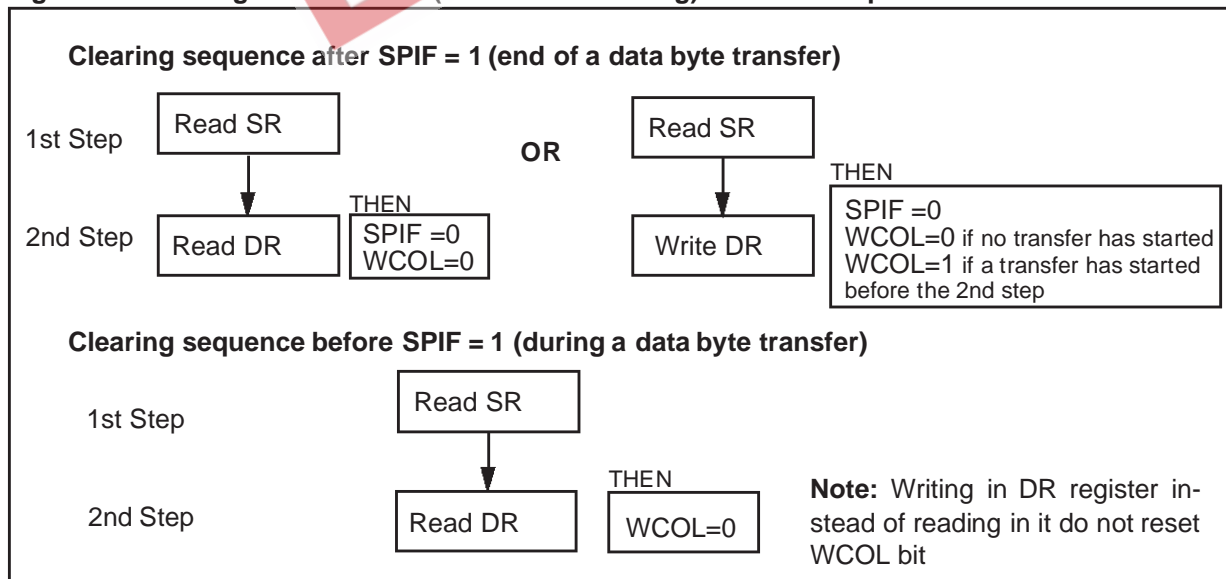 Clearing sequence after SPIF = 1 (end of a data byte transfer)
1st Step
Read SR
OR
Read SR
THEN
2nd Step
Read DR
THEN
SPIF =0
WCOL=0
Write DR
SPIF =0
WCOL=0 if no transfer has started
WCOL=1 if a transfer has started
before the 2nd step
Clearing sequence before SPIF = 1 (during a data byte transfer)
1st Step
Read SR
2nd Step
Read DR
THEN
WCOL=0
Note: Writing in DR register in-
stead of reading in it do not reset
WCOL bit